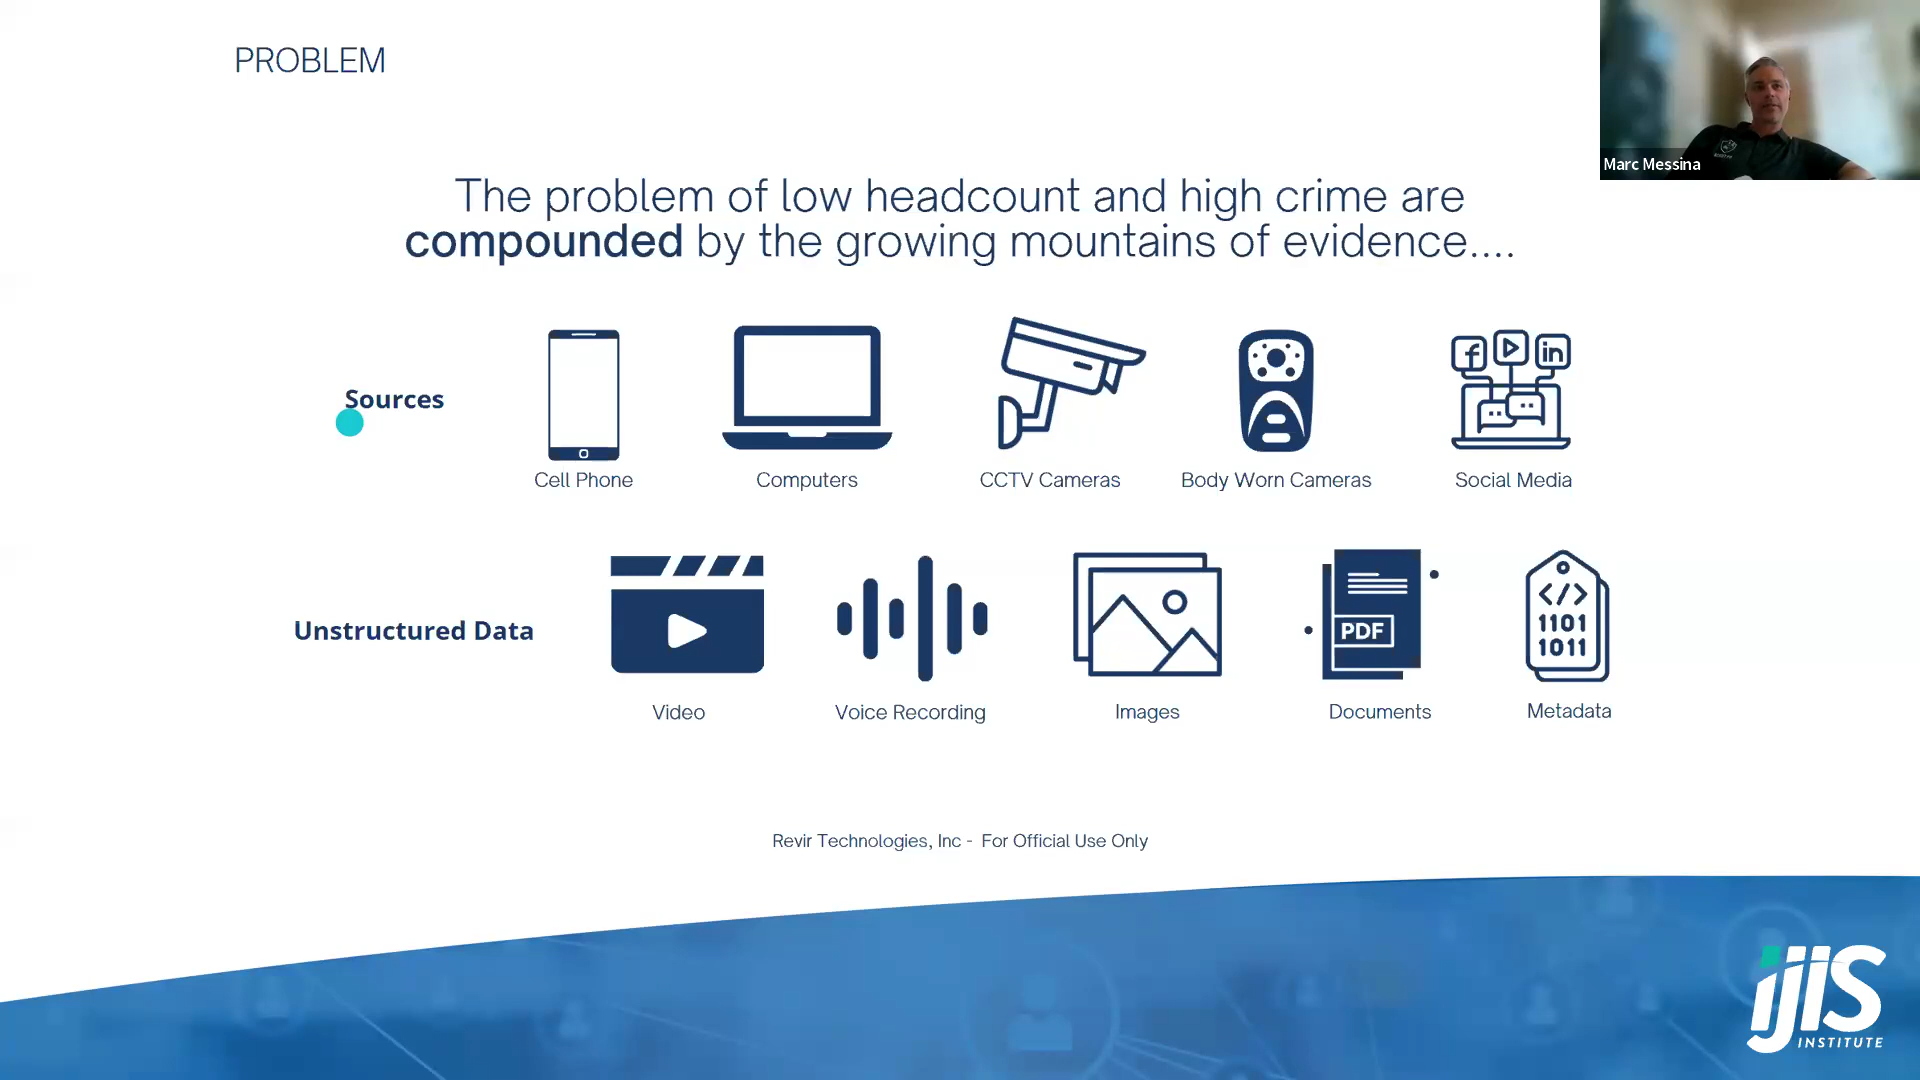 PROBLEM
Marc Messina
The problem of low headcount and high crime are
compounded by the growing mountains of evidence....
Sources
f
in
Cell Phone
Computers
CCTV Cameras
Body Worn Cameras
Social Media
Unstructured Data
PDF
</>
1101
1011
Video
Voice Recording
Images
Documents
Metadata
Revir Technologies, Inc - For Official Use Only
IJIS
INSTITUTE